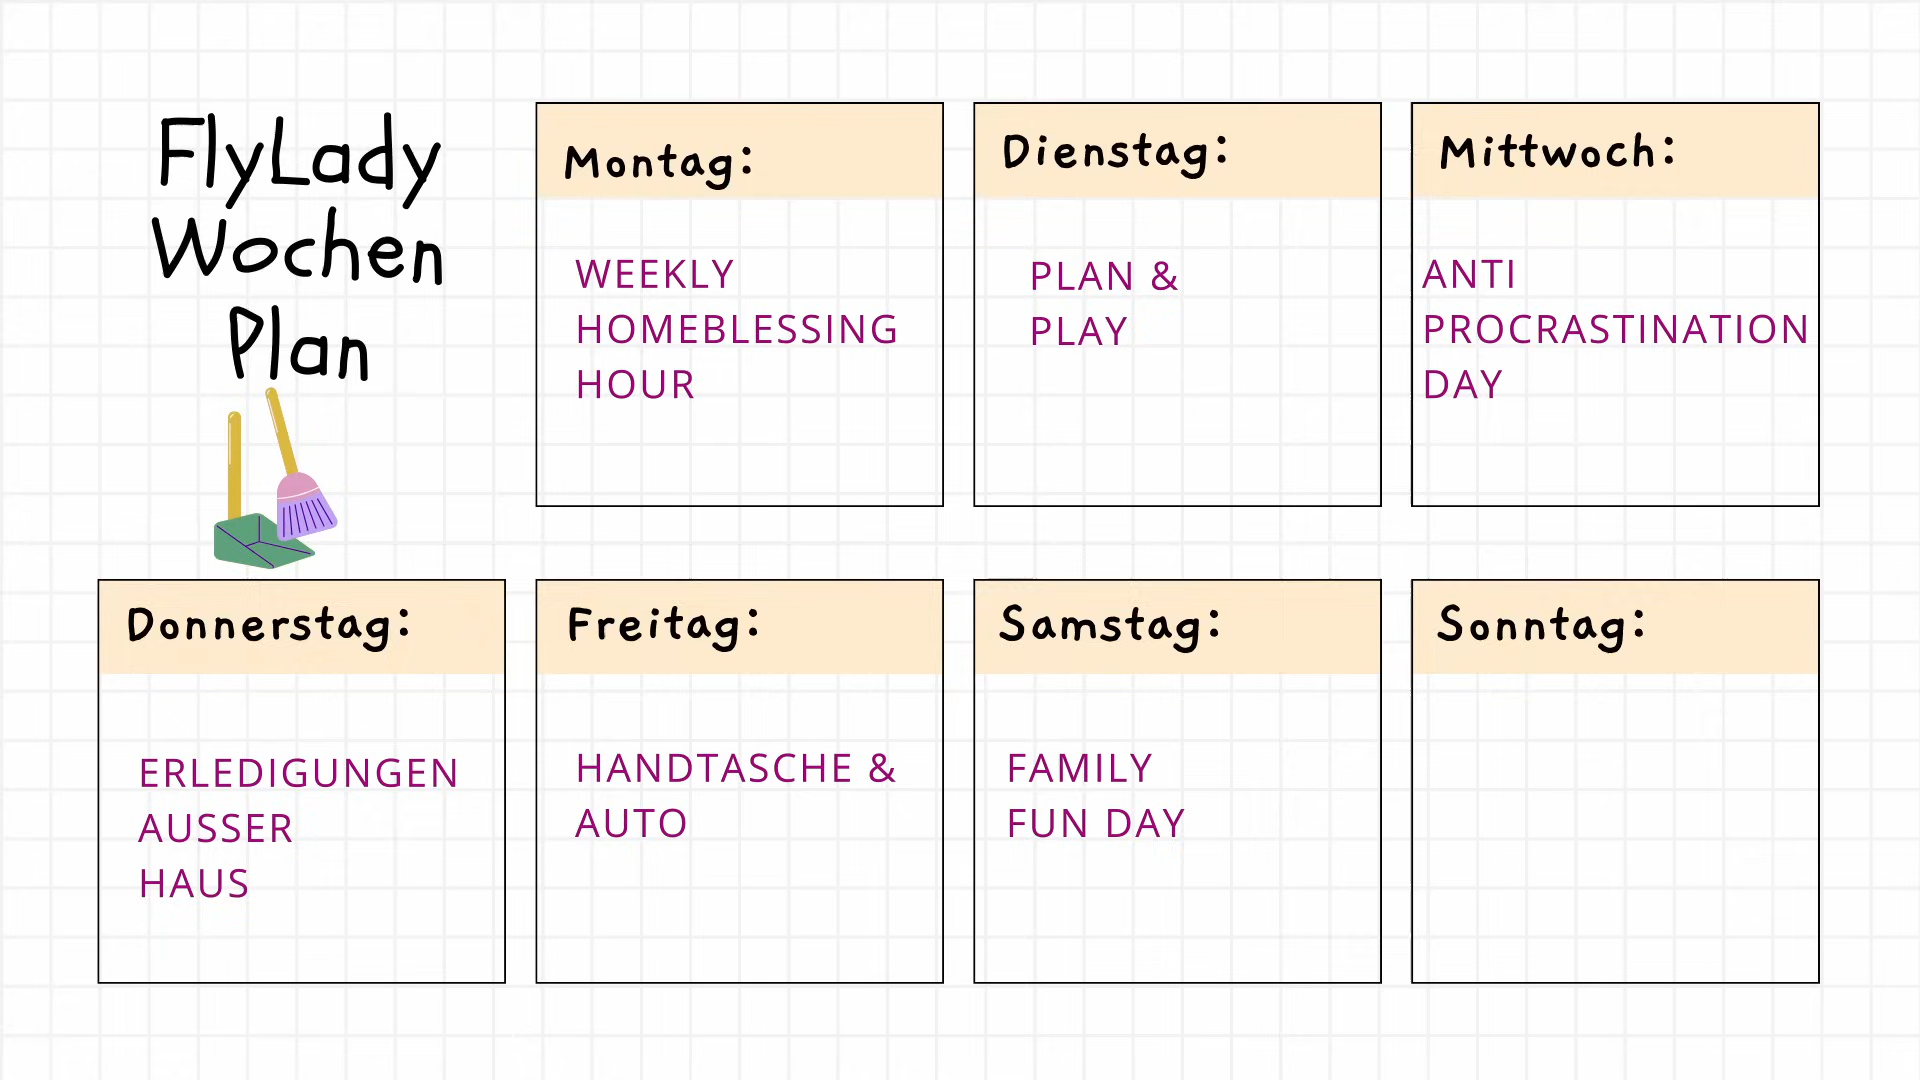 FlyLady
Wochen
Plan
Montag:
WEEKLY
HOMEBLESSING
HOUR
Dienstag:
PLAN &
PLAY
Mittwoch:
ANTI
PROCRASTINATION
DAY
Donnerstag:
ERLEDIGUNGEN
AUSSER
HAUS
Freitag:
HANDTASCHE &
AUTO
Samstag:
FAMILY
FUN DAY
Sonntag: